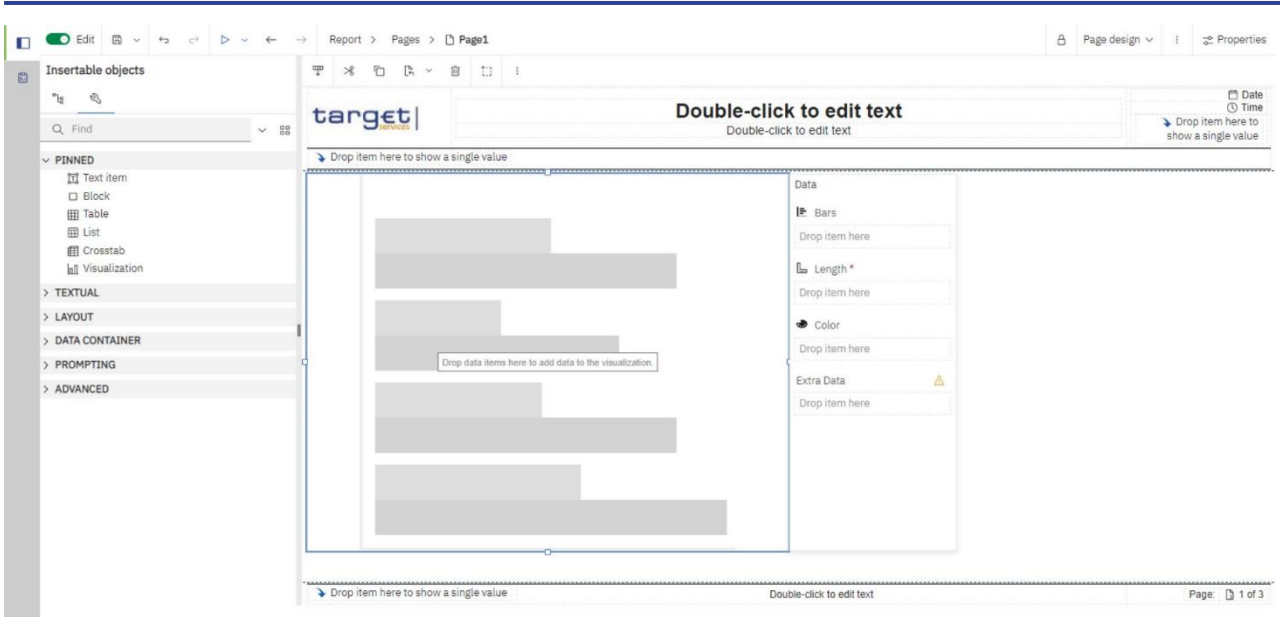 Edit
Report > Pages > Page1
Page design
Properties
Insertable objects
Find
PINNED
Text item
Block
Table
List
Crosstab
Visualization
TEXTUAL
LAYOUT
DATA CONTAINER
PROMPTING
ADVANCED
target
services
Double-click to edit text
Double-click to edit text
Date
Time
Drop item here to
show a single value
Drop item here to show a single value
Drop data items here to add data to the visualization.
Data
Bars
Drop item here
Length *
Drop item here
Color
Drop item here
Extra Data
Drop item here
Drop item here to show a single value
Double-click to edit text
Page: 1 of 3